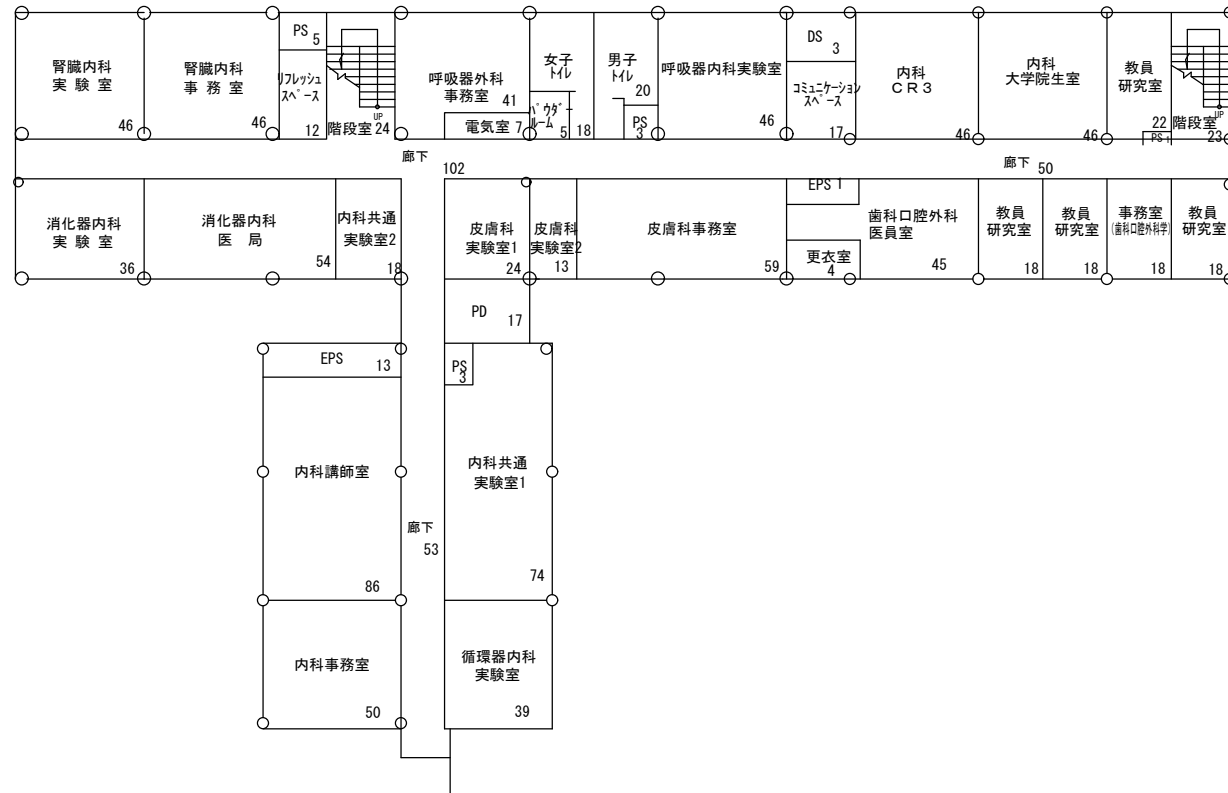 腎臓内科
実 験 室
46
腎臓内科
事 務 室
46
PS 5
リフレッシュ
スペース
12
UP
階段室 24
呼吸器外科
事務室
41
電気室 7
女子
トイレ
パウダー
ルーム
5
18
男子
トイレ
20
PS
3
呼吸器内科実験室
46
DS
3
コミュニケーション
スペース
17
内科
CR3
46
内科
大学院生室
46
教員
研究室
22
PS 1
UP
階段室
23
廊下
102
廊下
50
消化器内科
実 験 室
36
消化器内科
医 局
54
内科共通
実験室2
18
皮膚科
実験室1
24
皮膚科
実験室2
13
皮膚科事務室
59
EPS 1
歯科口腔外科
医員室
45
更衣室
4
教員
研究室
18
教員
研究室
18
事務室
(歯科口腔外科学)
18
教員
研究室
18
PD
17
EPS
13
PS
3
内科講師室
86
内科共通
実験室1
74
廊下
53
内科事務室
50
循環器内科
実験室
39